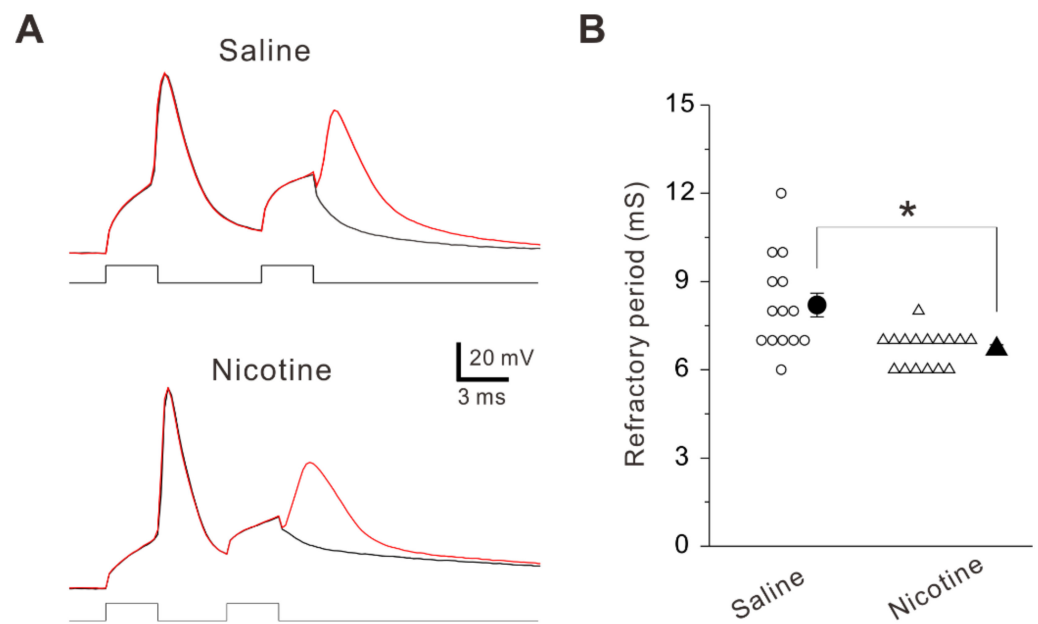 A
Saline
Nicotine
20 mV
3 ms
B
Refractory period (mS)
15
12
9
6
3
0
*
Saline
Nicotine